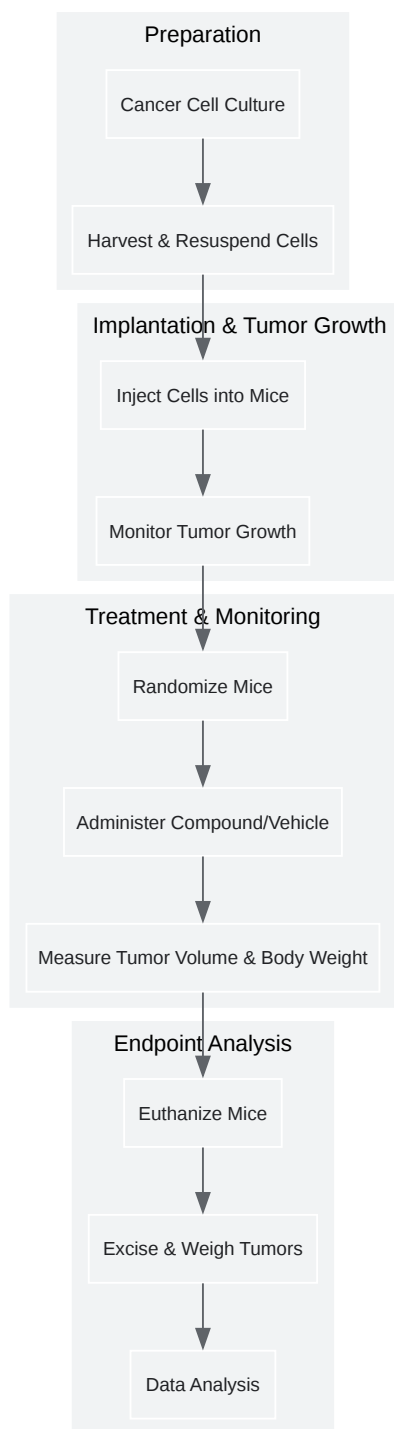 Preparation
Cancer Cell Culture
Harvest & Resuspend Cells
Implantation & Tumor Growth
Inject Cells into Mice
Monitor Tumor Growth
Treatment & Monitoring
Randomize Mice
Administer Compound/Vehicle
Measure Tumor Volume & Body Weight
Endpoint Analysis
Euthanize Mice
Excise & Weigh Tumors
Data Analysis